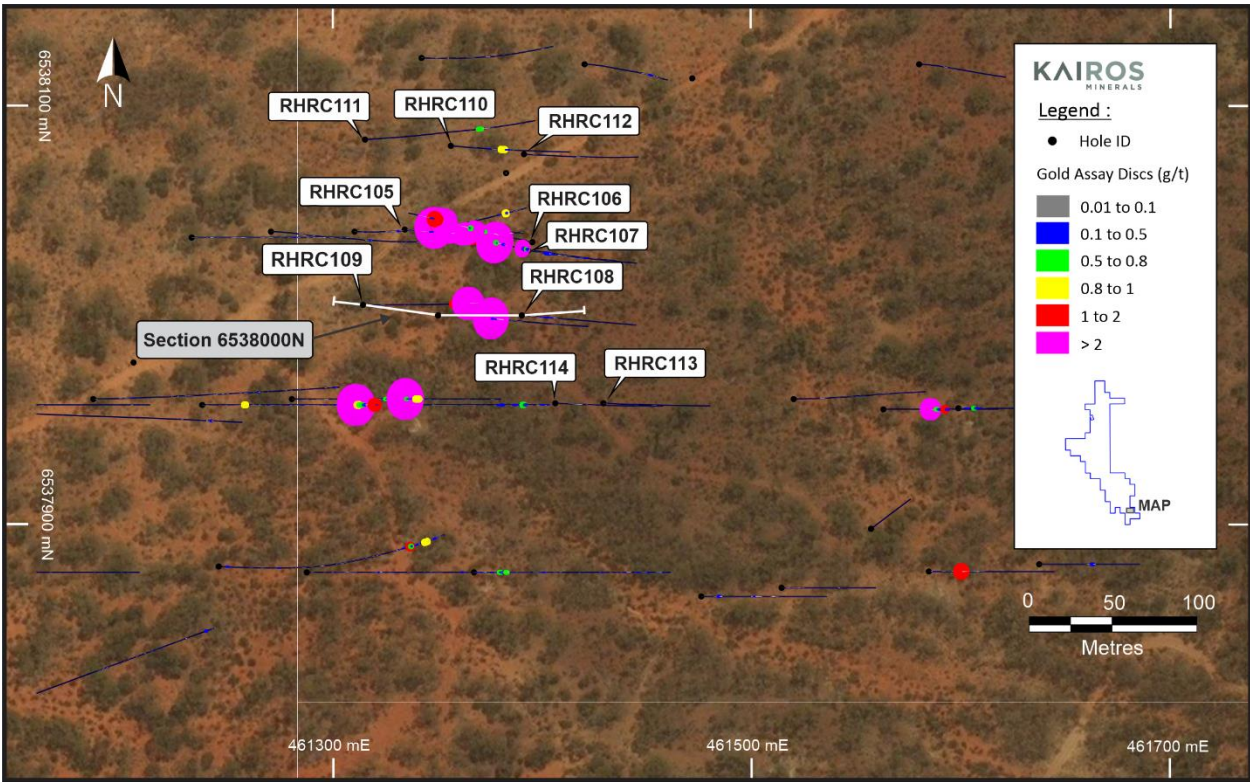 6538100 mN
N
RHRC111
RHRC110
RHRC112
RHRC105
RHRC106
RHRC107
RHRC109
RHRC108
Section 6538000N
RHRC114
RHRC113
6537900 mN
461300 mE
461500 mE
461700 mE
KAIROS
MINERALS
Legend :
Hole ID
Gold Assay Discs (g/t)
0.01 to 0.1
0.1 to 0.5
0.5 to 0.8
0.8 to 1
1 to 2
> 2
MAP
0 50 100
Metres